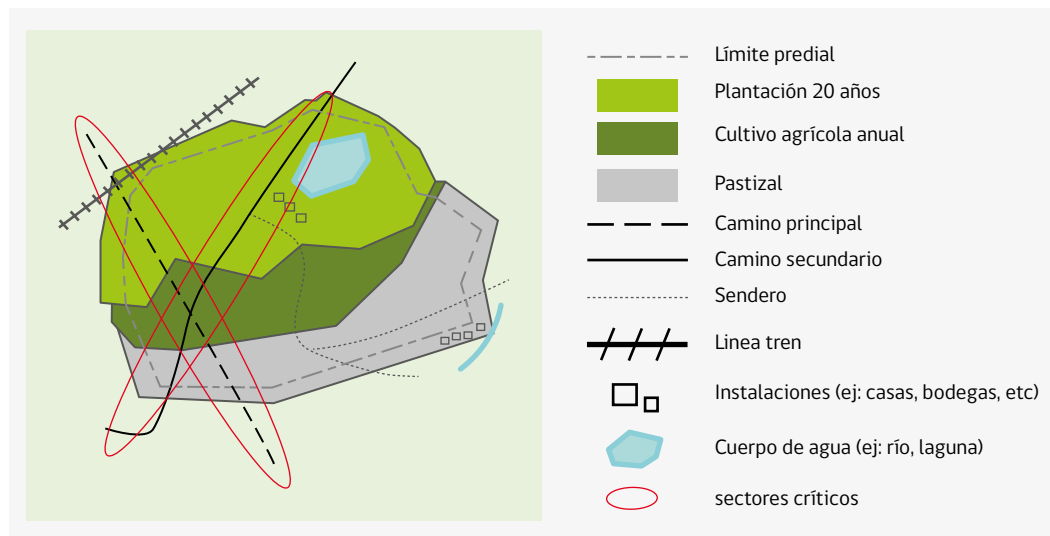 Límite predial
Plantación 20 años
Cultivo agrícola anual
Pastizal
Camino principal
Camino secundario
Sendero
Linea tren
Instalaciones (ej: casas, bodegas, etc)
Cuerpo de agua (ej: río, laguna)
sectores críticos